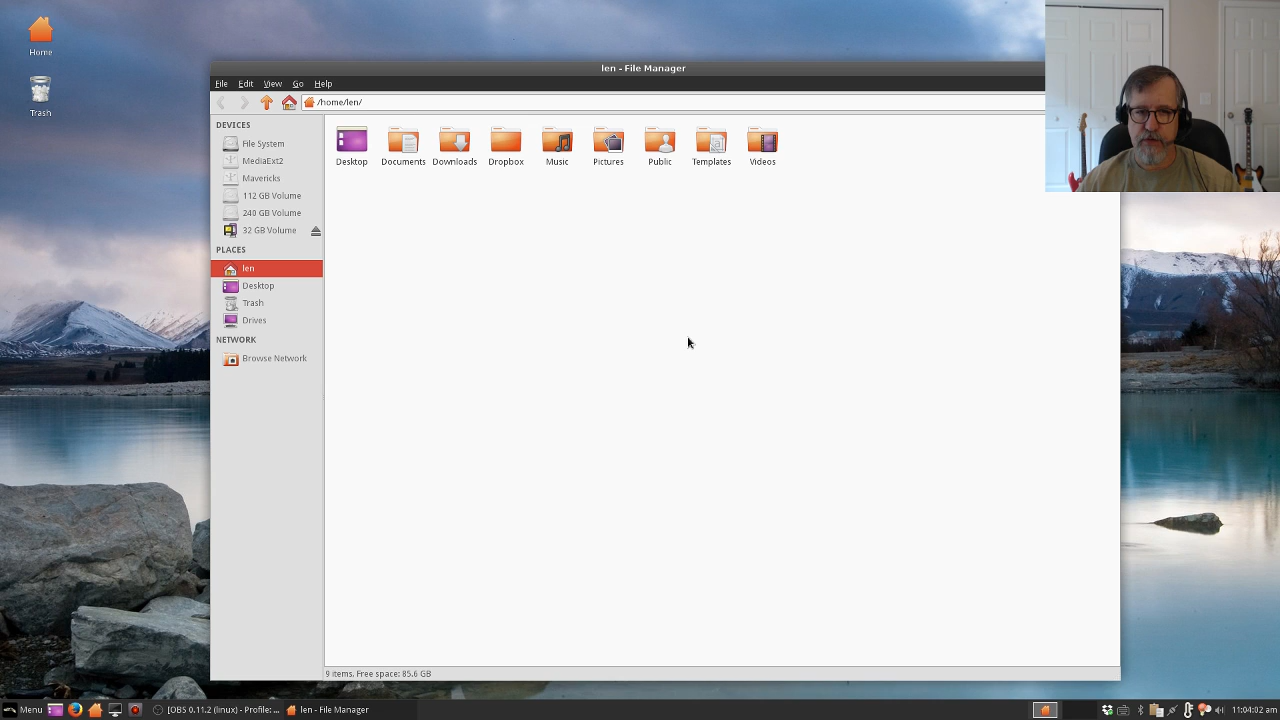 Home
Trash
len - File Manager
File Edit View Go Help
/home/len/
DEVICES
File System
MediaExt2
Mavericks
112 GB Volume
240 GB Volume
32 GB Volume
PLACES
len
Desktop
Trash
Drives
NETWORK
Browse Network
Desktop Documents Downloads Dropbox Music Pictures Public Templates Videos
9 items, Free space: 85.6 GB
Menu [OBS 0.11.2 (linux) - Profile: ... len - File Manager 11:04:02 am